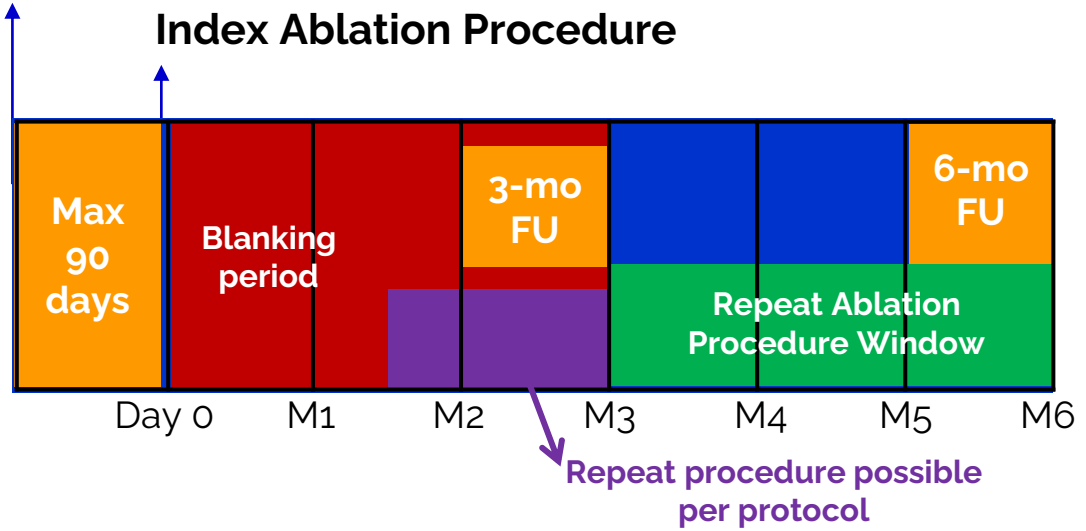 Index Ablation Procedure
Max
90
days
Blanking
period
3-mo
FU
6-mo
FU
Repeat Ablation
Procedure Window
Day 0
M1
M2
M3
M4
M5
M6
Repeat procedure possible
per protocol